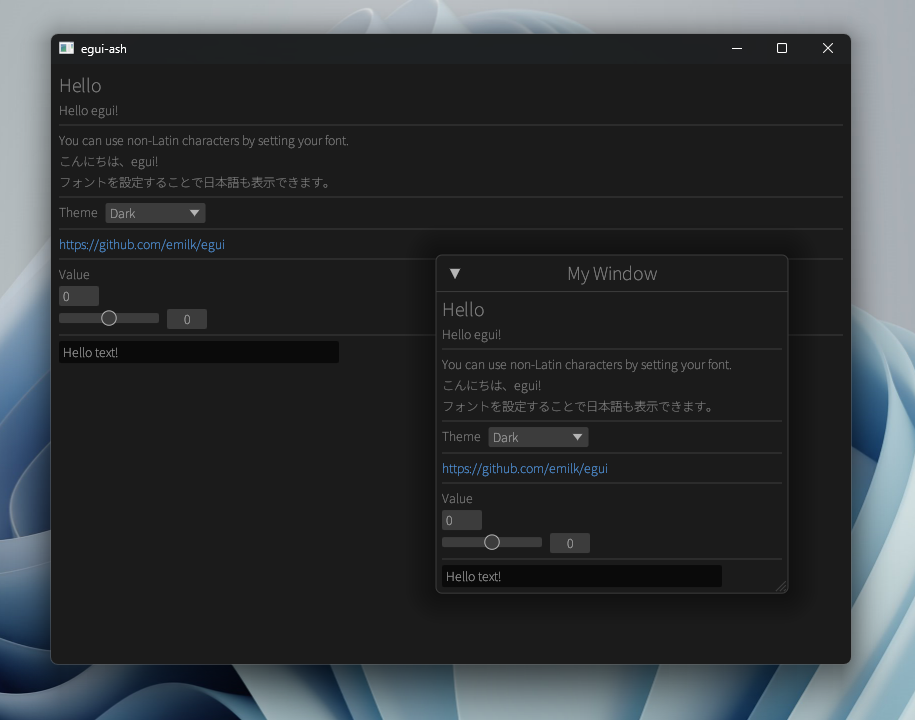 egui-ash
Hello
Hello egui!
You can use non-Latin characters by setting your font.
こんにちは、egui!
フォントを設定することで日本語も表示できます。
Theme Dark
https://github.com/emilk/egui
Value
0
0
Hello text!
My Window
Hello
Hello egui!
You can use non-Latin characters by setting your font.
こんにちは、egui!
フォントを設定することで日本語も表示できます。
Theme Dark
https://github.com/emilk/egui
Value
0
0
Hello text!